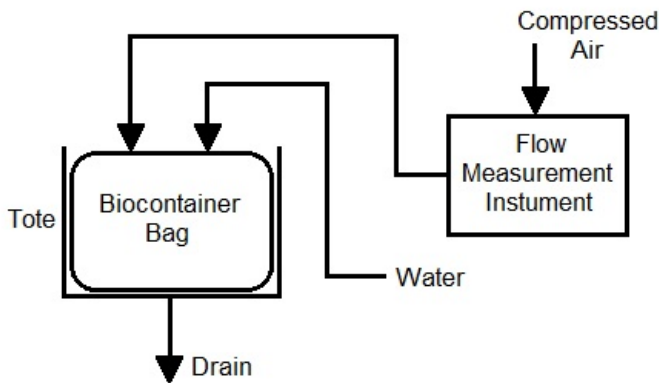 Compressed
Air
Flow
Measurement
Instument
Biocontainer
Bag
Tote
Water
Drain